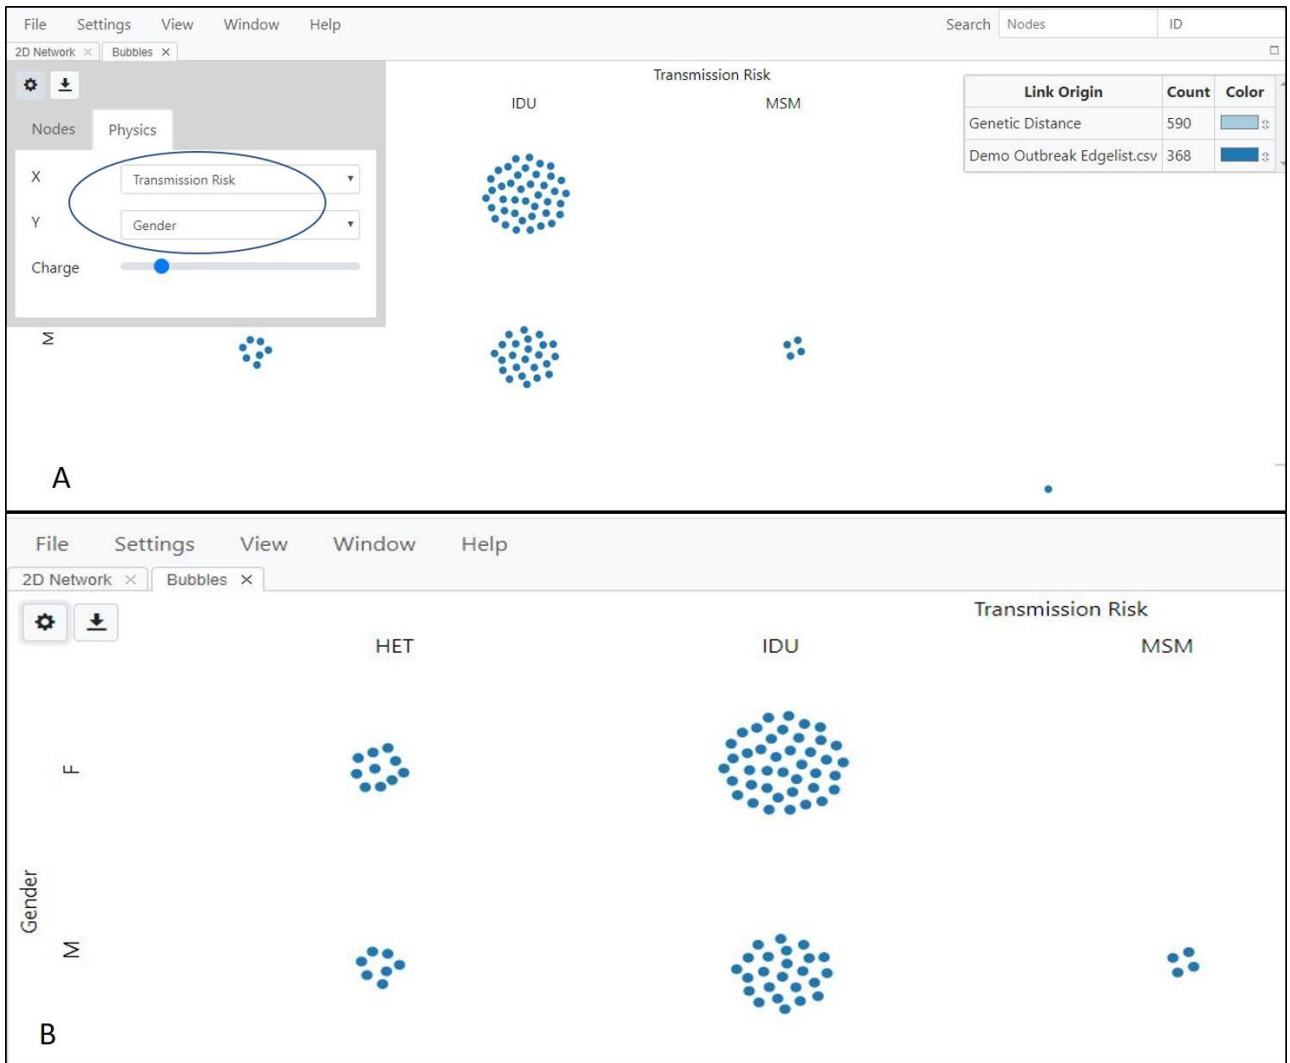 File Settings View Window Help Search Nodes ID
2D Network Bubbles
Transmission Risk
IDU MSM
Link Origin Count Color
Genetic Distance 590
Demo Outbreak Edgelist.csv 368
Nodes Physics
X Transmission Risk
Y Gender
Charge
M
A
File Settings View Window Help
2D Network Bubbles
Transmission Risk
HET IDU MSM
F
Gender
M
B